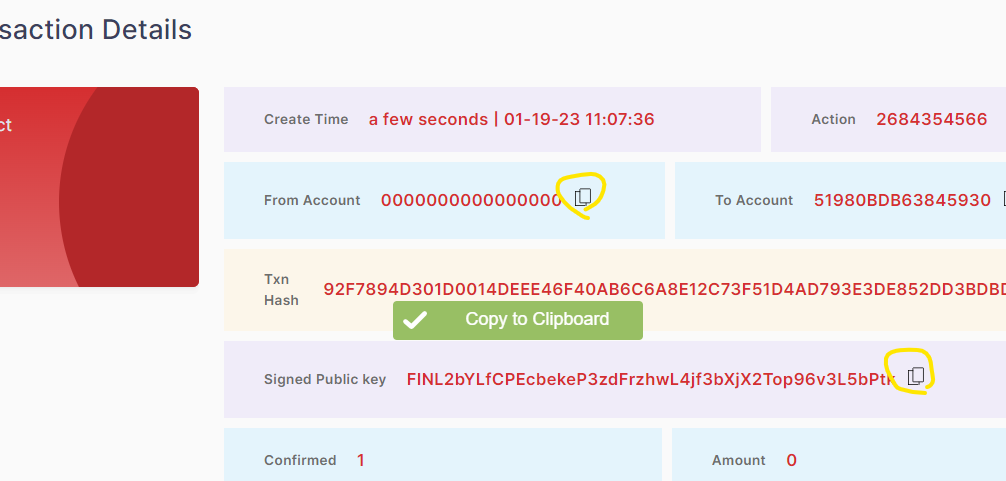 saction Details
ct
Create Time a few seconds | 01-19-23 11:07:36
Action 2684354566
From Account 0000000000000000
To Account 51980BDB63845930
Txn
Hash
92F7894D301D0014DEEE46F40AB6C6A8E12C73F51D4AD793E3DE852DD3BDBD
Copy to Clipboard
Signed Public key FINL2bYLfCPEcbekeP3zdFrzhwL4jf3bXjX2Top96v3L5bPtk
Confirmed 1
Amount 0